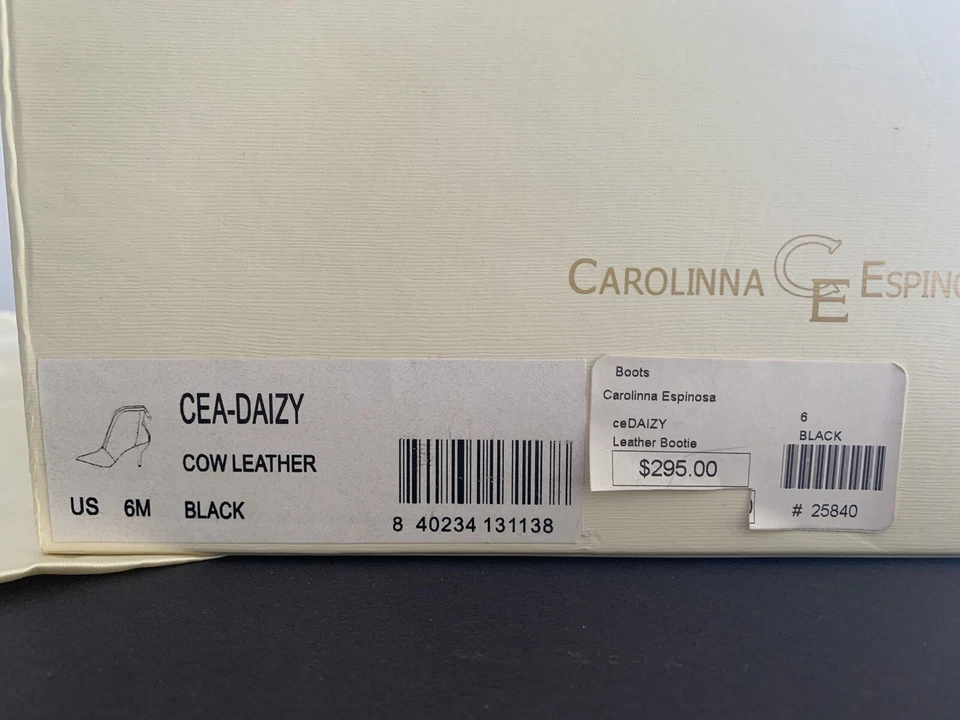 CAROLINNA CE ESPINO
CEA-DAIZY
COW LEATHER
US 6M BLACK
8 40234 131138
Boots
Carolinna Espinosa
ceDAIZY
Leather Bootie
$295.00
6
BLACK
# 25840